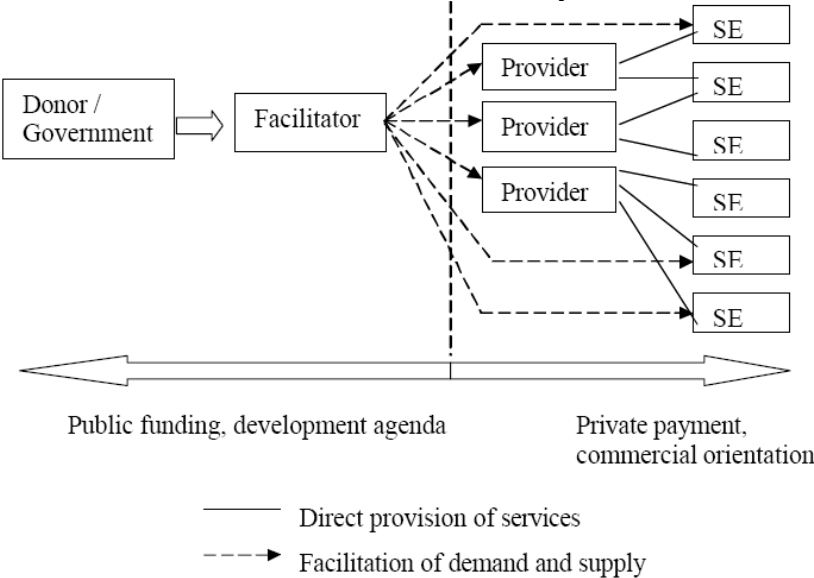 SE
Provider
SE
Donor /
Government
Facilitator
Provider
SE
Provider
SE
SE
SE
Public funding, development agenda
Private payment,
commercial orientation
Direct provision of services
Facilitation of demand and supply